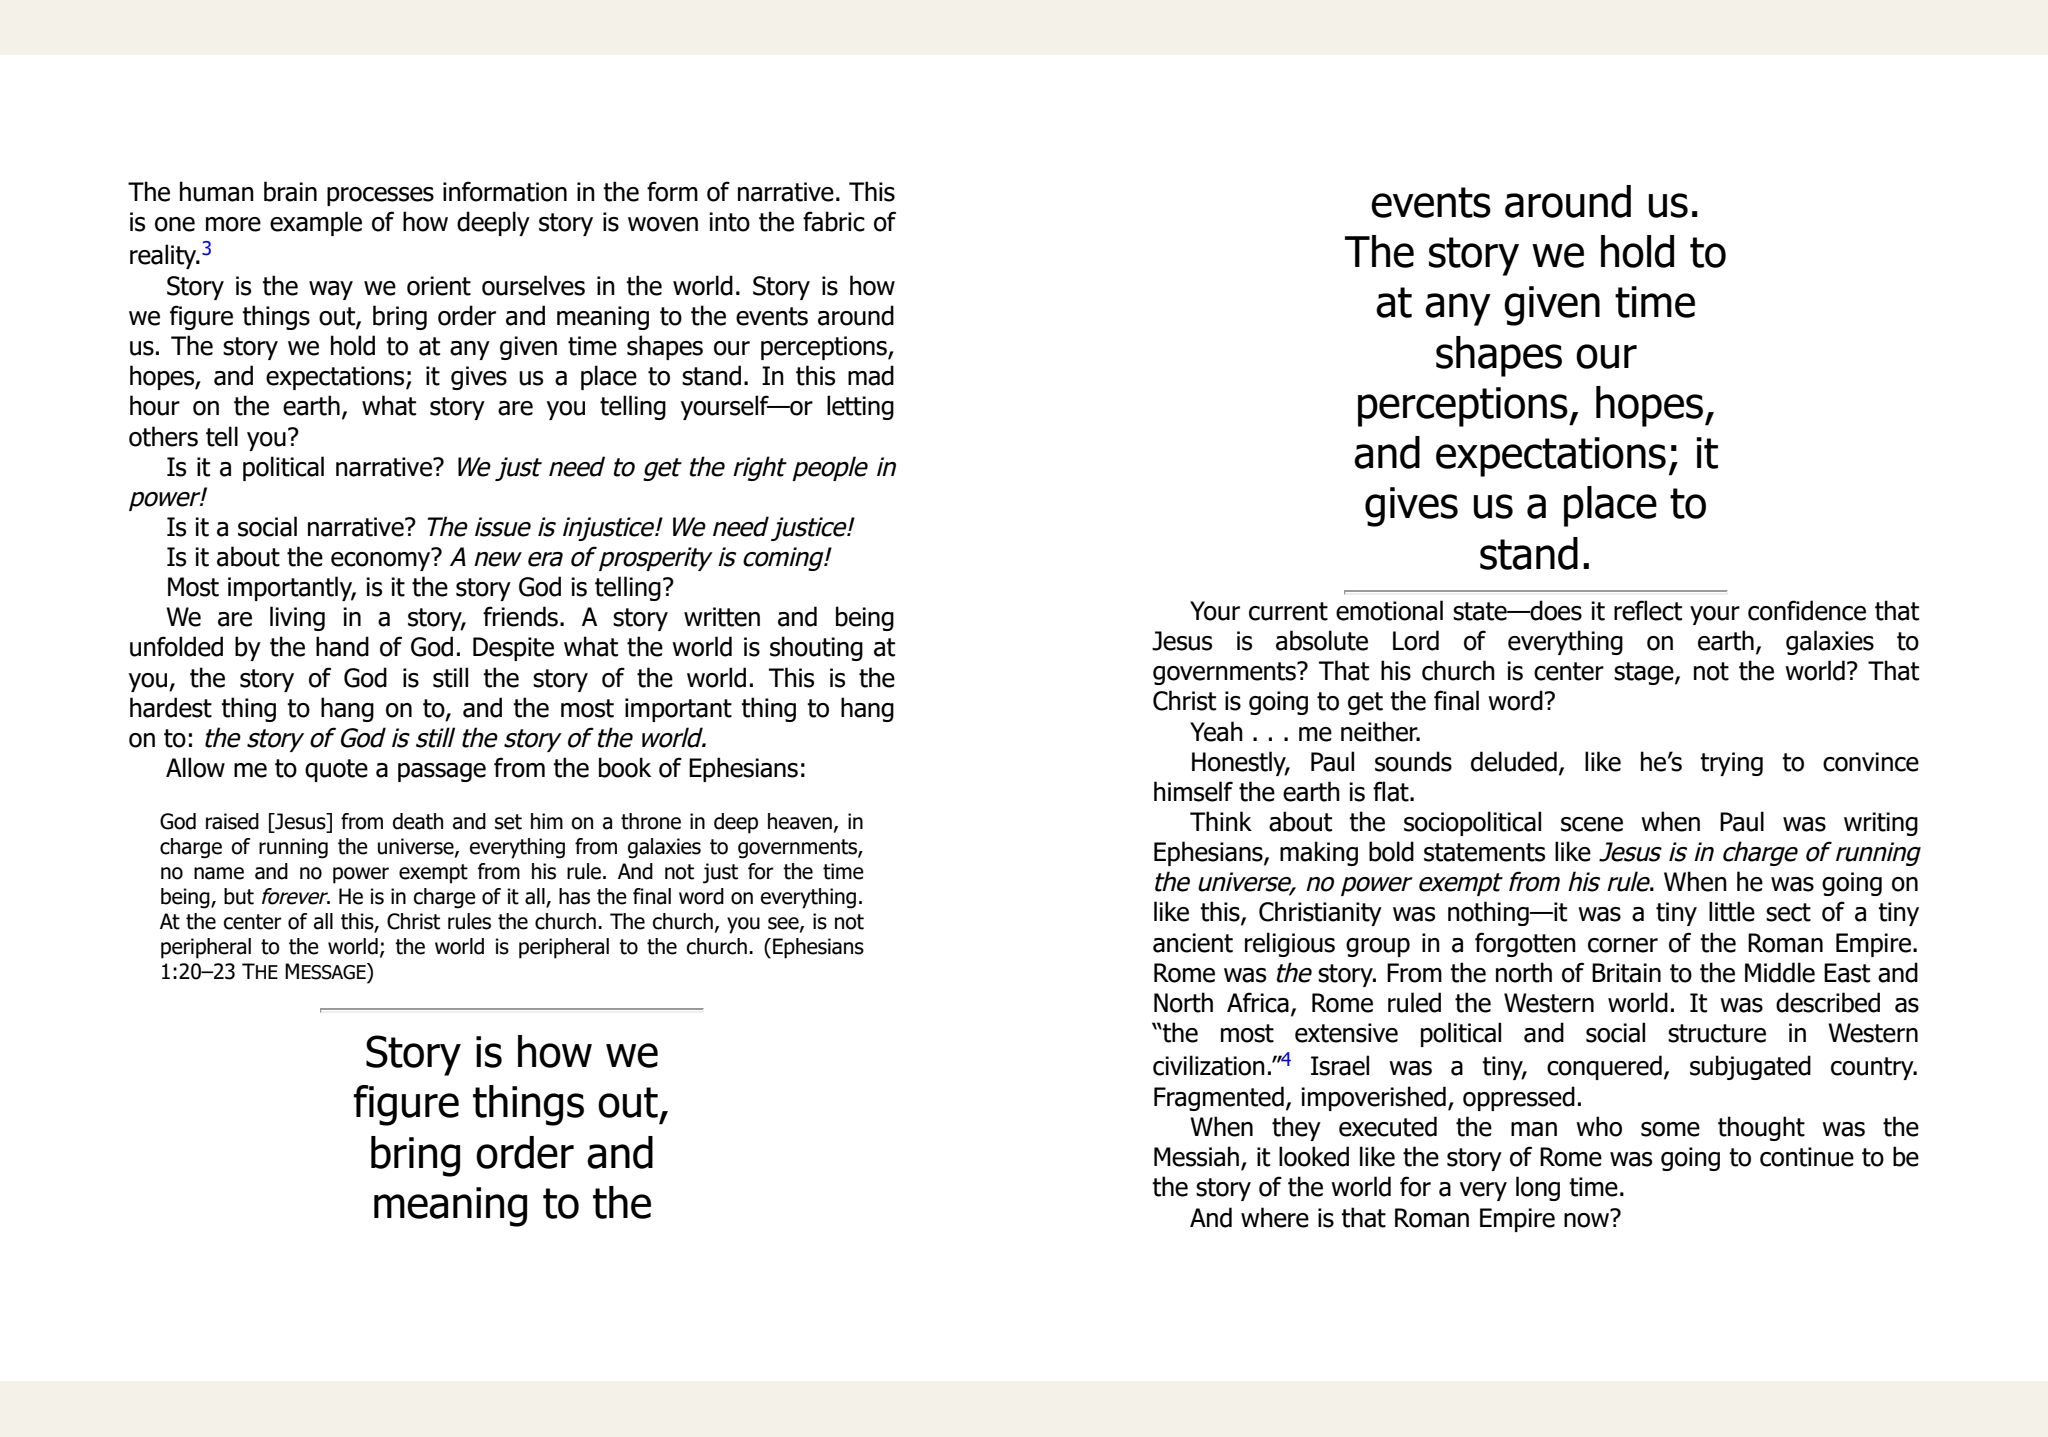 The human brain processes information in the form of narrative. This
is one more example of how deeply story is woven into the fabric of
reality.3
Story is the way we orient ourselves in the world. Story is how
we figure things out, bring order and meaning to the events around
us. The story we hold to at any given time shapes our perceptions,
hopes, and expectations; it gives us a place to stand. In this mad
hour on the earth, what story are you telling yourself—or letting
others tell you?
Is it a political narrative? We just need to get the right people in
power!
Is it a social narrative? The issue is injustice! We need justice!
Is it about the economy? A new era of prosperity is coming!
Most importantly, is it the story God is telling?
We are living in a story, friends. A story written and being
unfolded by the hand of God. Despite what the world is shouting at
you, the story of God is still the story of the world. This is the
hardest thing to hang on to, and the most important thing to hang
on to: the story of God is still the story of the world.
Allow me to quote a passage from the book of Ephesians:
God raised [Jesus] from death and set him on a throne in deep heaven, in
charge of running the universe, everything from galaxies to governments,
no name and no power exempt from his rule. And not just for the time
being, but forever. He is in charge of it all, has the final word on everything.
At the center of all this, Christ rules the church. The church, you see, is not
peripheral to the world; the world is peripheral to the church. (Ephesians
1:20–23 THE MESSAGE)
Story is how we
figure things out,
bring order and
meaning to the
events around us.
The story we hold to
at any given time
shapes our
perceptions, hopes,
and expectations; it
gives us a place to
stand.
Your current emotional state—does it reflect your confidence that
Jesus is absolute Lord of everything on earth, galaxies to
governments? That his church is center stage, not the world? That
Christ is going to get the final word?
Yeah . . . me neither.
Honestly, Paul sounds deluded, like he’s trying to convince
himself the earth is flat.
Think about the sociopolitical scene when Paul was writing
Ephesians, making bold statements like Jesus is in charge of running
the universe, no power exempt from his rule. When he was going on
like this, Christianity was nothing—it was a tiny little sect of a tiny
ancient religious group in a forgotten corner of the Roman Empire.
Rome was the story. From the north of Britain to the Middle East and
North Africa, Rome ruled the Western world. It was described as
“the most extensive political and social structure in Western
civilization.”4 Israel was a tiny, conquered, subjugated country.
Fragmented, impoverished, oppressed.
When they executed the man who some thought was the
Messiah, it looked like the story of Rome was going to continue to be
the story of the world for a very long time.
And where is that Roman Empire now?